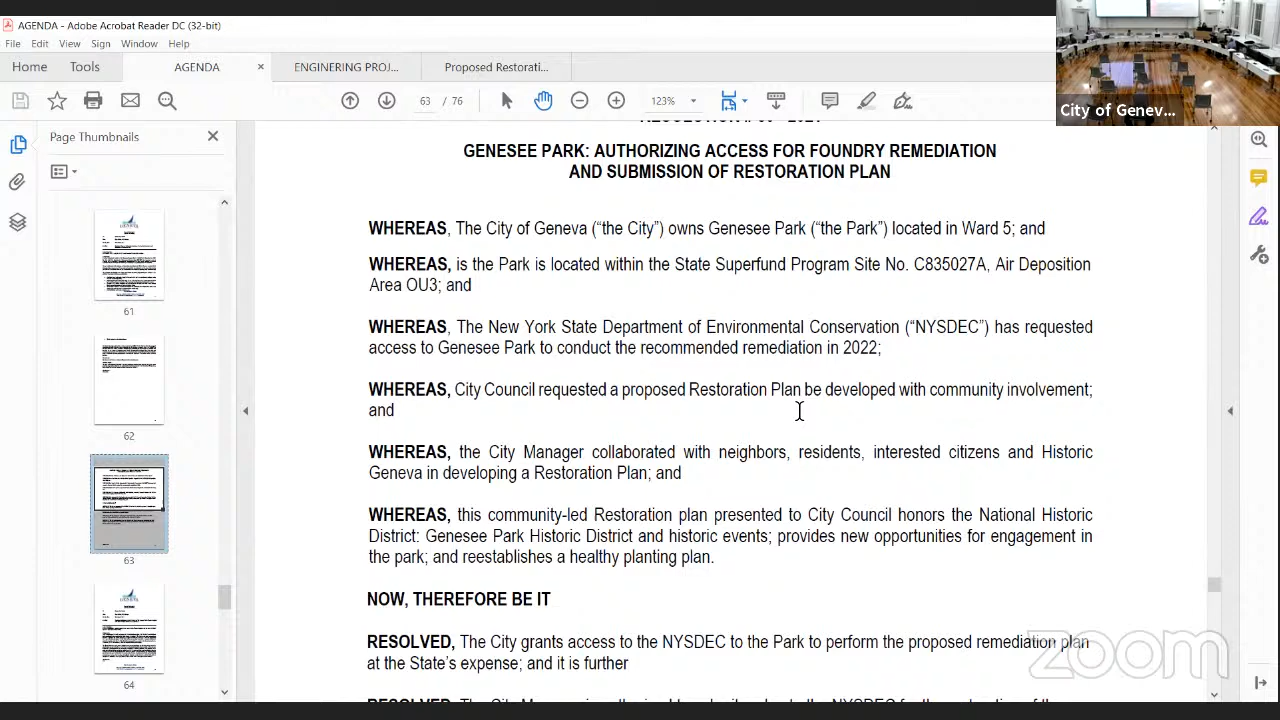 AGENDA - Adobe Acrobat Reader DC (32-bit)
File Edit View Sign Window Help
Home Tools AGENDA × ENGINERING PROJ... Proposed Restorati...
63 / 76 123%
City of Genev...
Page Thumbnails
61
62
63
64
GENESEE PARK: AUTHORIZING ACCESS FOR FOUNDRY REMEDIATION
AND SUBMISSION OF RESTORATION PLAN
WHEREAS, The City of Geneva (“the City”) owns Genesee Park (“the Park”) located in Ward 5; and
WHEREAS, is the Park is located within the State Superfund Program Site No. C835027A, Air Deposition
Area OU3; and
WHEREAS, The New York State Department of Environmental Conservation (“NYSDEC”) has requested
access to Genesee Park to conduct the recommended remediation in 2022;
WHEREAS, City Council requested a proposed Restoration Plan be developed with community involvement;
and
WHEREAS, the City Manager collaborated with neighbors, residents, interested citizens and Historic
Geneva in developing a Restoration Plan; and
WHEREAS, this community-led Restoration plan presented to City Council honors the National Historic
District: Genesee Park Historic District and historic events; provides new opportunities for engagement in
the park; and reestablishes a healthy planting plan.
NOW, THEREFORE BE IT
RESOLVED, The City grants access to the NYSDEC to the Park to perform the proposed remediation plan
at the State’s expense; and it is further
zoom